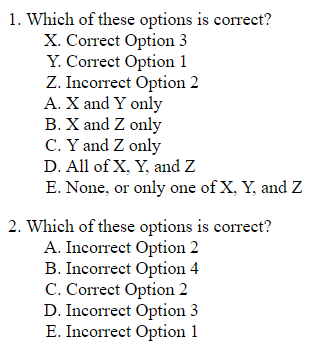 1. Which of these options is correct?
X. Correct Option 3
Y. Correct Option 1
Z. Incorrect Option 2
A. X and Y only
B. X and Z only
C. Y and Z only
D. All of X, Y, and Z
E. None, or only one of X, Y, and Z
2. Which of these options is correct?
A. Incorrect Option 2
B. Incorrect Option 4
C. Correct Option 2
D. Incorrect Option 3
E. Incorrect Option 1